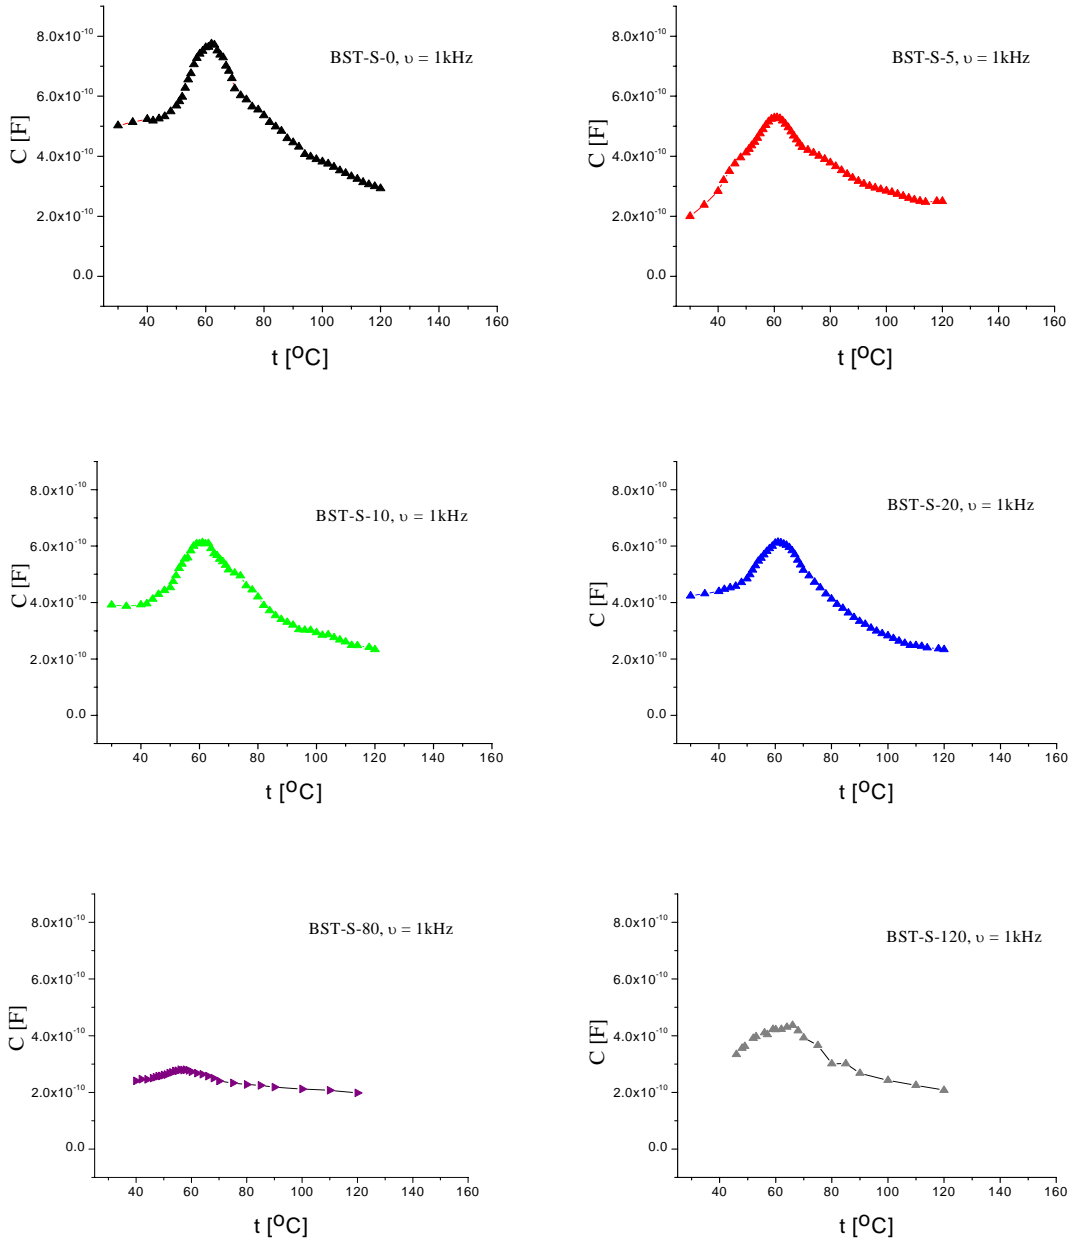 8.0x10⁻¹⁰
6.0x10⁻¹⁰
4.0x10⁻¹⁰
2.0x10⁻¹⁰
0.0
C [F]
BST-S-0, υ = 1kHz
40 60 80 100 120 140 160
t [°C]
8.0x10⁻¹⁰
6.0x10⁻¹⁰
4.0x10⁻¹⁰
2.0x10⁻¹⁰
0.0
C [F]
BST-S-5, υ = 1kHz
40 60 80 100 120 140 160
t [°C]
8.0x10⁻¹⁰
6.0x10⁻¹⁰
4.0x10⁻¹⁰
2.0x10⁻¹⁰
0.0
C [F]
BST-S-10, υ = 1kHz
40 60 80 100 120 140 160
t [°C]
8.0x10⁻¹⁰
6.0x10⁻¹⁰
4.0x10⁻¹⁰
2.0x10⁻¹⁰
0.0
C [F]
BST-S-20, υ = 1kHz
40 60 80 100 120 140 160
t [°C]
8.0x10⁻¹⁰
6.0x10⁻¹⁰
4.0x10⁻¹⁰
2.0x10⁻¹⁰
0.0
C [F]
BST-S-80, υ = 1kHz
40 60 80 100 120 140 160
t [°C]
8.0x10⁻¹⁰
6.0x10⁻¹⁰
4.0x10⁻¹⁰
2.0x10⁻¹⁰
0.0
C [F]
BST-S-120, υ = 1kHz
40 60 80 100 120 140 160
t [°C]